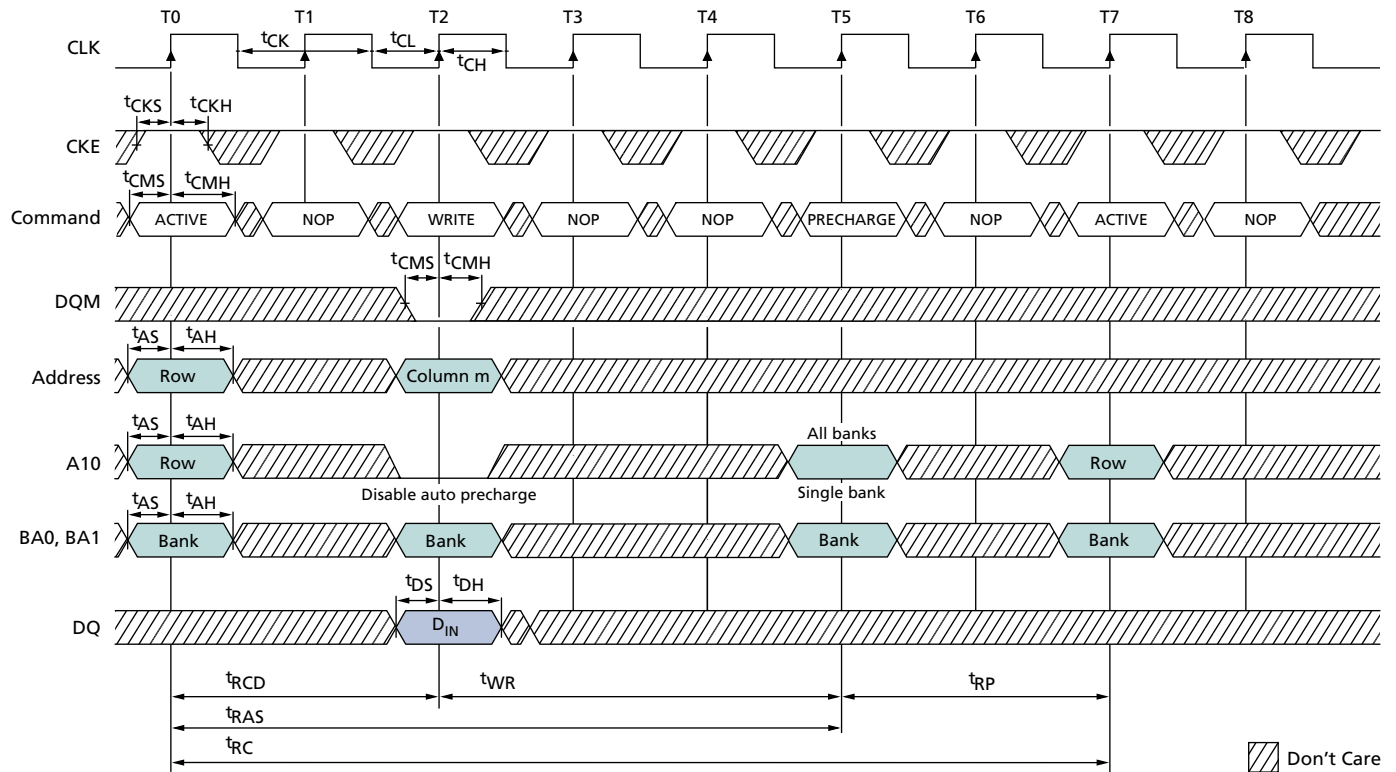 T0 T1 T2 T3 T4 T5 T6 T7 T8
CLK
tCK tCL
tCH
tCKS tCKH
CKE
tCMS tCMH
Command ACTIVE NOP WRITE NOP NOP PRECHARGE NOP ACTIVE NOP
tCMS tCMH
DQM
tAS tAH
Address Row Column m
tAS tAH All banks
A10 Row Row
Disable auto precharge Single bank
tAS tAH
BA0, BA1 Bank Bank Bank Bank
tDS tDH
DQ DIN
tRCD tWR tRP
tRAS
tRC
Don't Care